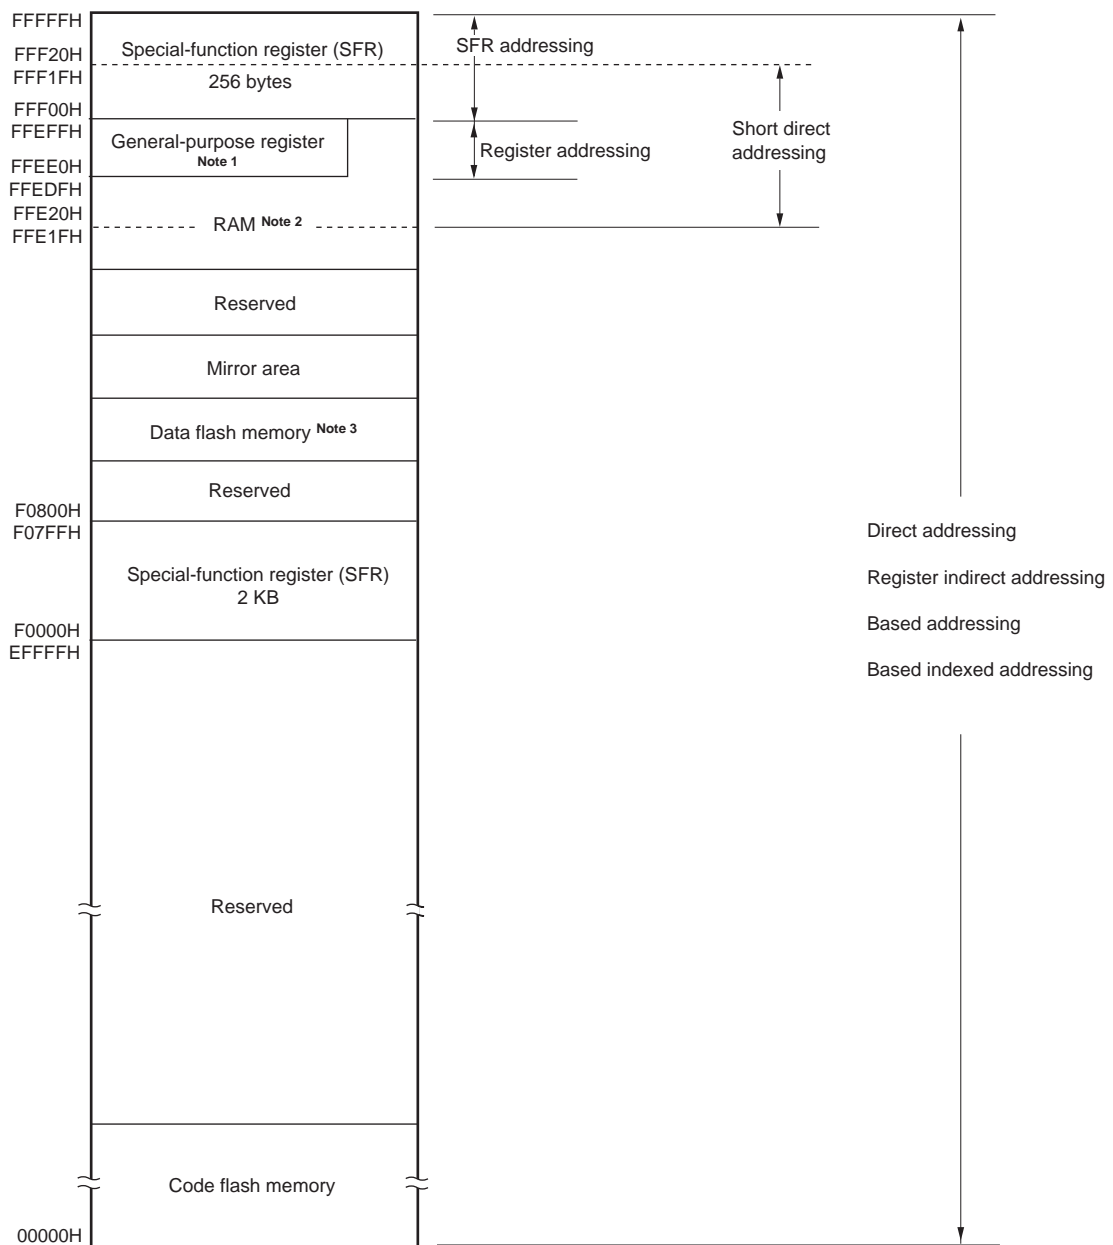 FFFFFH
SFR addressing
Special-function register (SFR)
FFF20H
FFF1FH
256 bytes
FFF00H
FFEFFH
General-purpose register
Note 1
Register addressing
Short direct
addressing
FFEE0H
FFEDFH
FFE20H
FFE1FH
RAM Note 2
Reserved
Mirror area
Data flash memory Note 3
Reserved
F0800H
F07FFH
Special-function register (SFR)
2 KB
F0000H
EFFFFH
Direct addressing
Register indirect addressing
Based addressing
Based indexed addressing
Reserved
Code flash memory
00000H